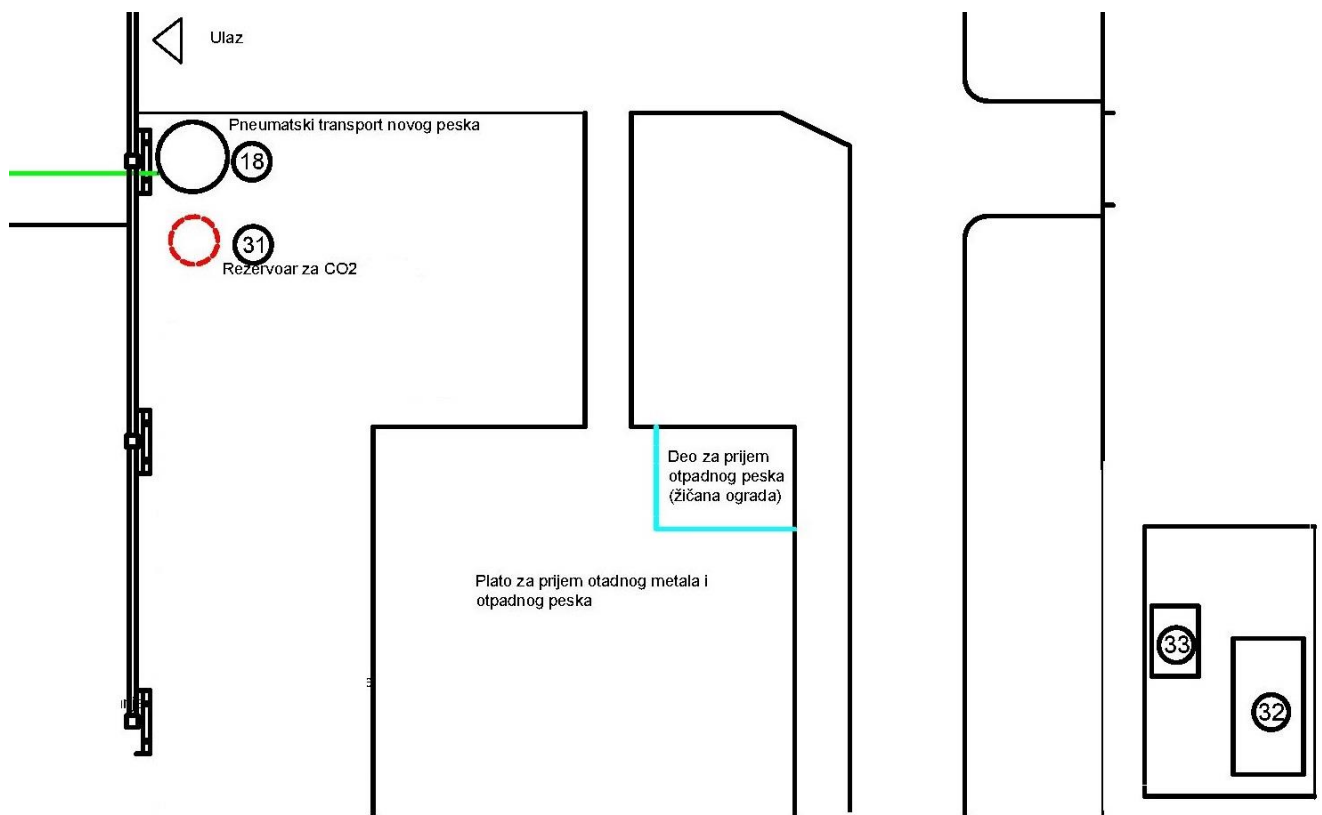 Ulaz
Pneumatski transport novog peska
18
31
Rezervoar za CO2
Deo za prijem
otpadnog peska
(žičana ograda)
Plato za prijem otadnog metala i
otpadnog peska
33
32